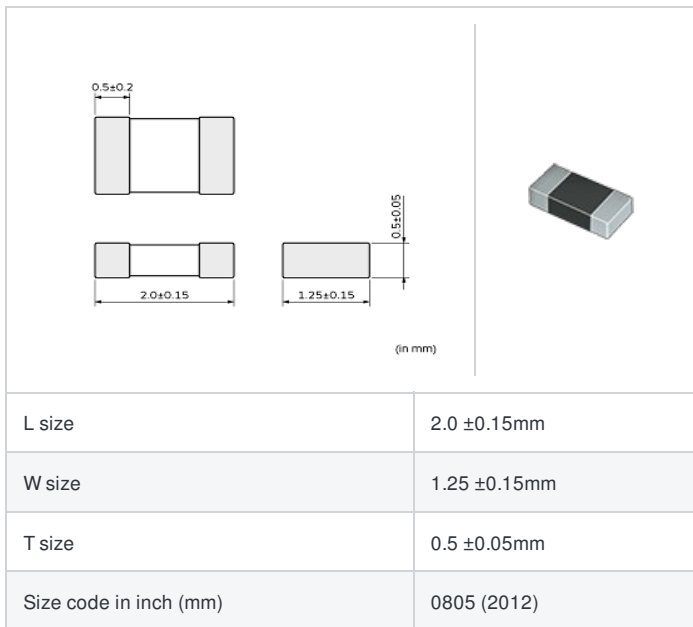 0.5±0.2
0.5±0.05
2.0±0.15
1.25±0.15
(in mm)
L size 2.0 ±0.15mm
W size 1.25 ±0.15mm
T size 0.5 ±0.05mm
Size code in inch (mm) 0805 (2012)